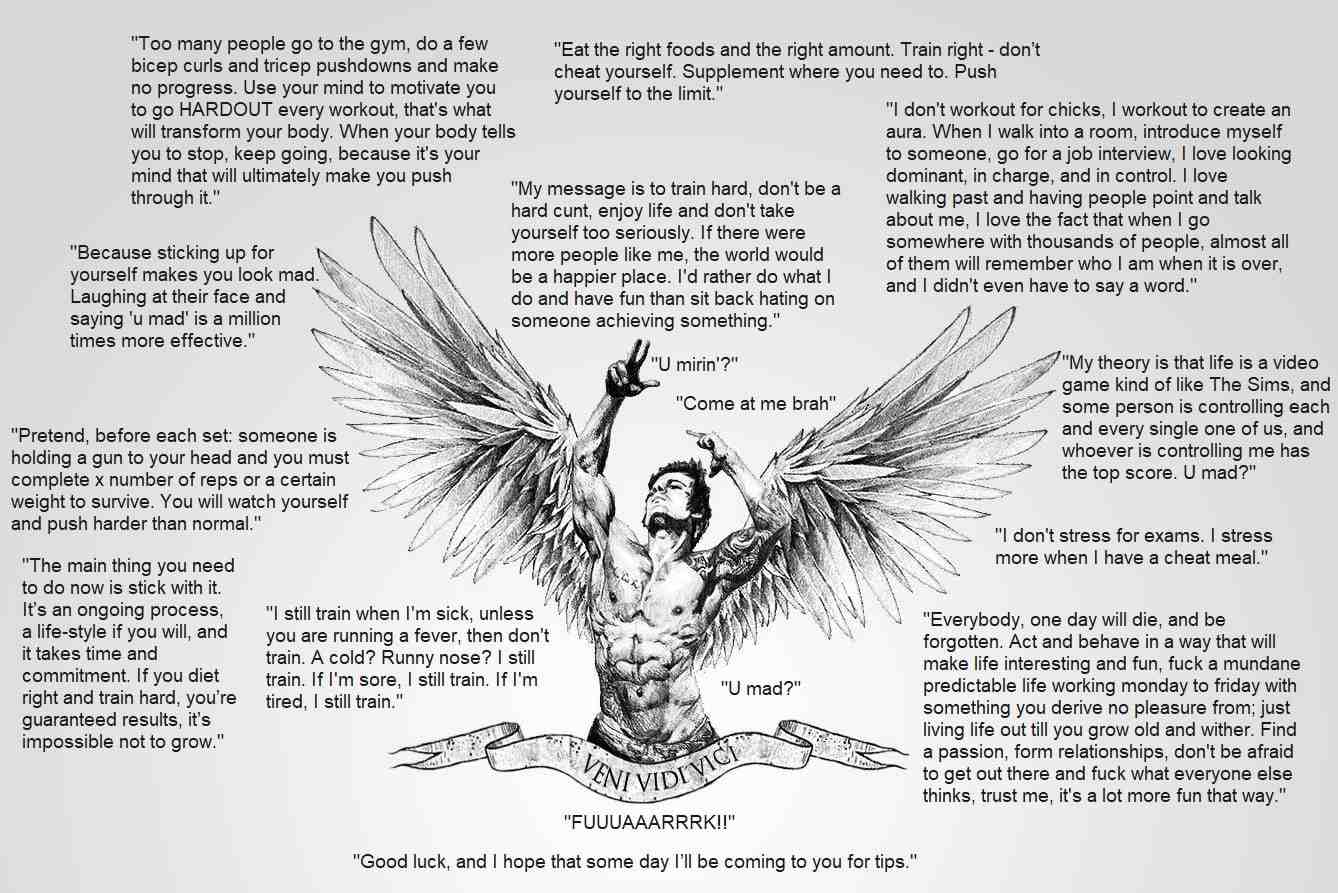 "Too many people go to the gym, do a few
bicep curls and tricep pushdowns and make
no progress. Use your mind to motivate you
to go HARDOUT every workout, that's what
will transform your body. When your body tells
you to stop, keep going, because it's your
mind that will ultimately make you push
through it."
"Eat the right foods and the right amount. Train right - don't
cheat yourself. Supplement where you need to. Push
yourself to the limit."
"I don't workout for chicks, I workout to create an
aura. When I walk into a room, introduce myself
to someone, go for a job interview, I love looking
dominant, in charge, and in control. I love
walking past and having people point and talk
about me, I love the fact that when I go
somewhere with thousands of people, almost all
of them will remember who I am when it is over,
and I didn't even have to say a word."
"My message is to train hard, don't be a
hard cunt, enjoy life and don't take
yourself too seriously. If there were
more people like me, the world would
be a happier place. I'd rather do what I
do and have fun than sit back hating on
someone achieving something."
"Because sticking up for
yourself makes you look mad.
Laughing at their face and
saying 'u mad' is a million
times more effective."
"U mirin'?"
"Come at me brah"
"My theory is that life is a video
game kind of like The Sims, and
some person is controlling each
and every single one of us, and
whoever is controlling me has
the top score. U mad?"
"Pretend, before each set: someone is
holding a gun to your head and you must
complete x number of reps or a certain
weight to survive. You will watch yourself
and push harder than normal."
"I don't stress for exams. I stress
more when I have a cheat meal."
"The main thing you need
to do now is stick with it.
It's an ongoing process,
a life-style if you will, and
it takes time and
commitment. If you diet
right and train hard, you're
guaranteed results, it's
impossible not to grow."
"I still train when I'm sick, unless
you are running a fever, then don't
train. A cold? Runny nose? I still
train. If I'm sore, I still train. If I'm
tired, I still train."
"U mad?"
"Everybody, one day will die, and be
forgotten. Act and behave in a way that will
make life interesting and fun, fuck a mundane
predictable life working monday to friday with
something you derive no pleasure from; just
living life out till you grow old and wither. Find
a passion, form relationships, don't be afraid
to get out there and fuck what everyone else
thinks, trust me, it's a lot more fun that way."
VENI VIDI VICI
"FUUUAAARRRK!!"
"Good luck, and I hope that some day I'll be coming to you for tips."